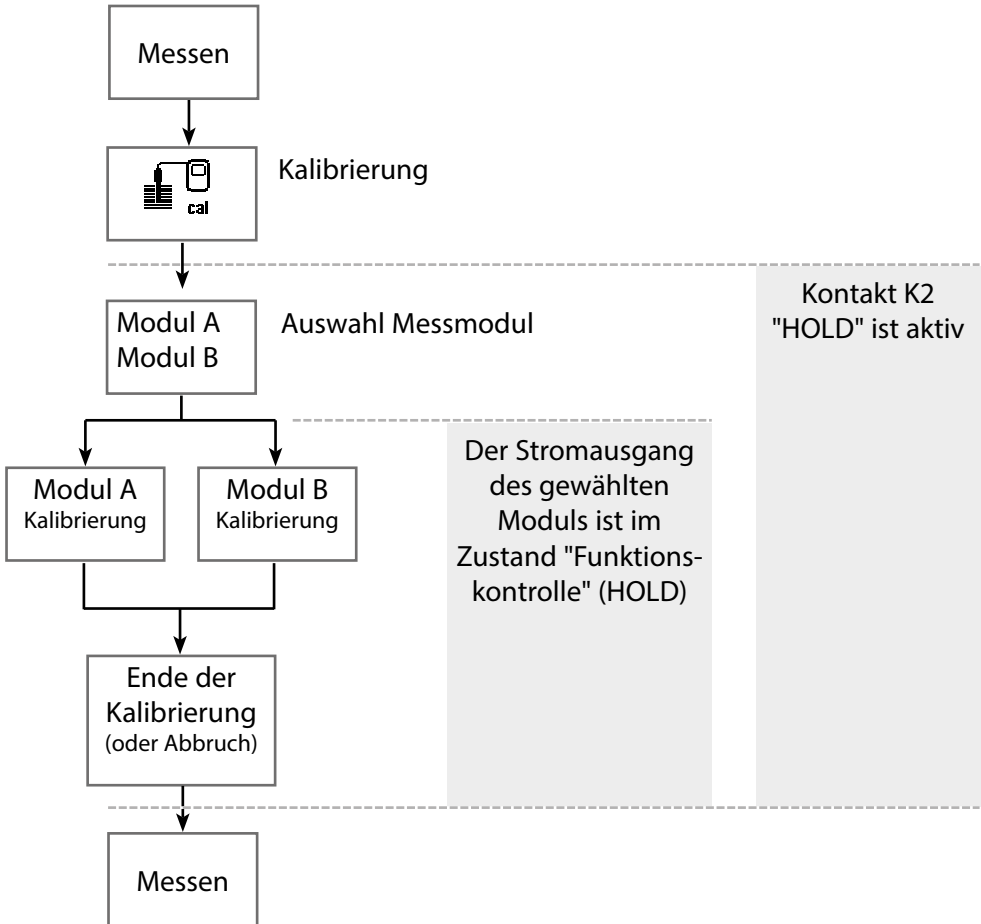 Messen
cal
Kalibrierung
Modul A
Modul B
Auswahl Messmodul
Kontakt K2
"HOLD" ist aktiv
Modul A
Kalibrierung
Modul B
Kalibrierung
Der Stromausgang
des gewählten
Moduls ist im
Zustand "Funktions-
kontrolle" (HOLD)
Ende der
Kalibrierung
(oder Abbruch)
Messen